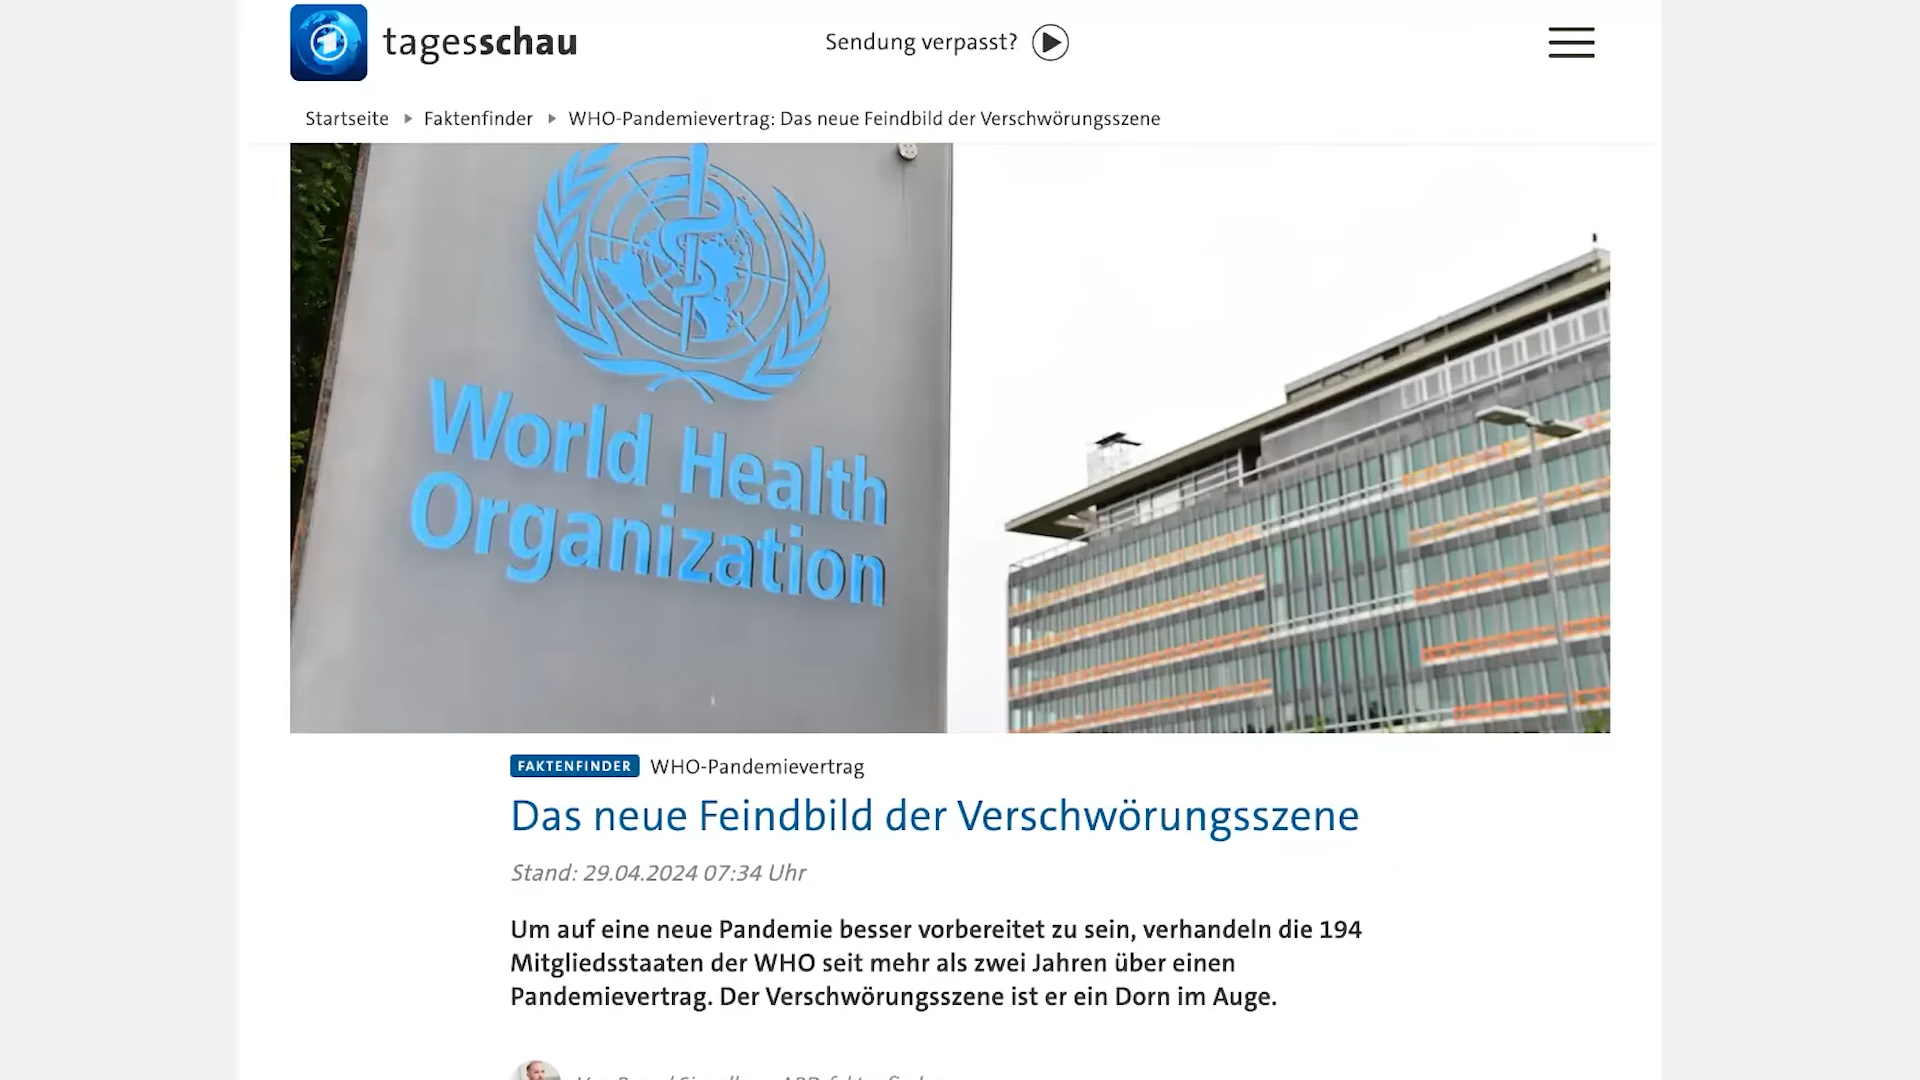 tagesschau
Sendung verpasst?
Startseite Faktenfinder WHO-Pandemievertrag: Das neue Feindbild der Verschwörungsszene
World Health
Organization
FAKTENFINDER WHO-Pandemievertrag
Das neue Feindbild der Verschwörungsszene
Stand: 29.04.2024 07:34 Uhr
Um auf eine neue Pandemie besser vorbereitet zu sein, verhandeln die 194
Mitgliedsstaaten der WHO seit mehr als zwei Jahren über einen
Pandemievertrag. Der Verschwörungsszene ist er ein Dorn im Auge.